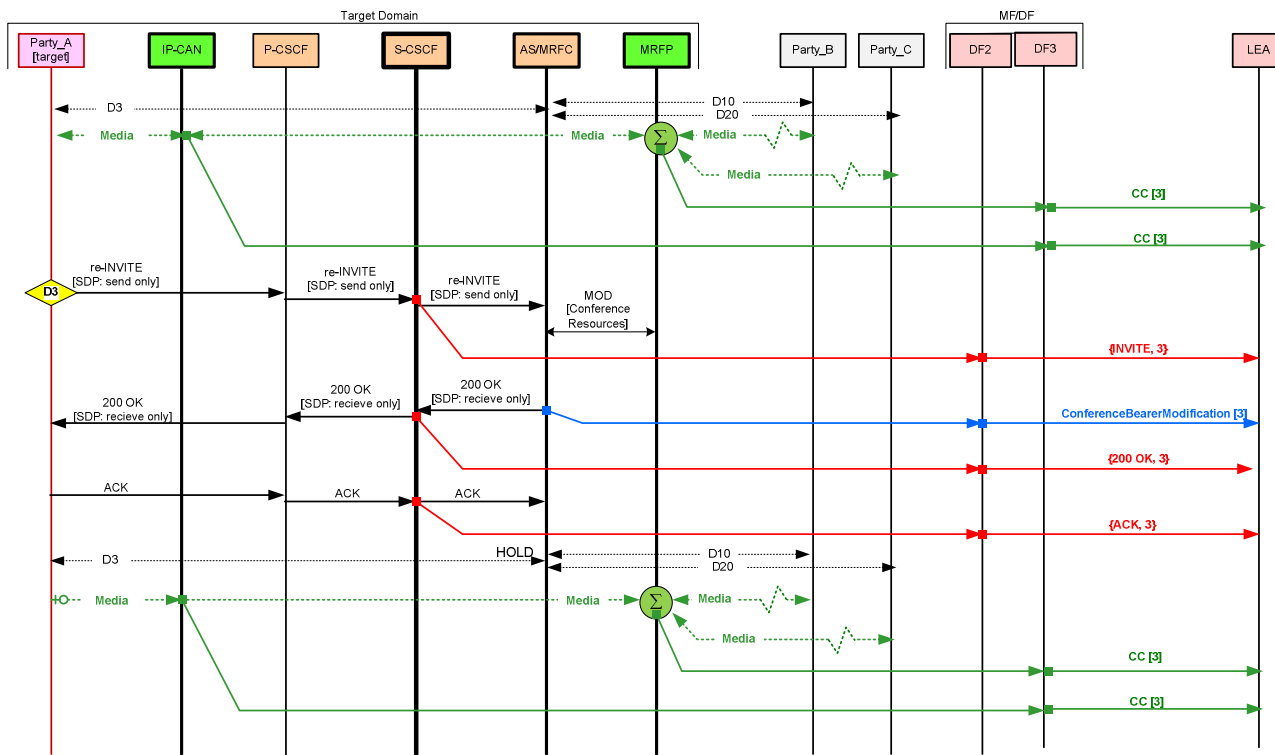 Target Domain
MF/DF
Party_A
[target]
IP-CAN
P-CSCF
S-CSCF
AS/MRFC
MRFP
Party_B
Party_C
DF2
DF3
LEA
D3
D10
D20
Media
Media
Σ
Media
Media
CC [3]
CC [3]
re-INVITE
[SDP: send only]
re-INVITE
[SDP: send only]
re-INVITE
[SDP: send only]
D3
MOD
[Conference
Resources]
{INVITE, 3}
200 OK
[SDP: recieve only]
200 OK
[SDP: recieve only]
200 OK
[SDP: recieve only]
ConferenceBearerModification [3]
{200 OK, 3}
ACK
ACK
ACK
{ACK, 3}
D3
HOLD
D10
D20
Media
Media
Σ
Media
Media
CC [3]
CC [3]